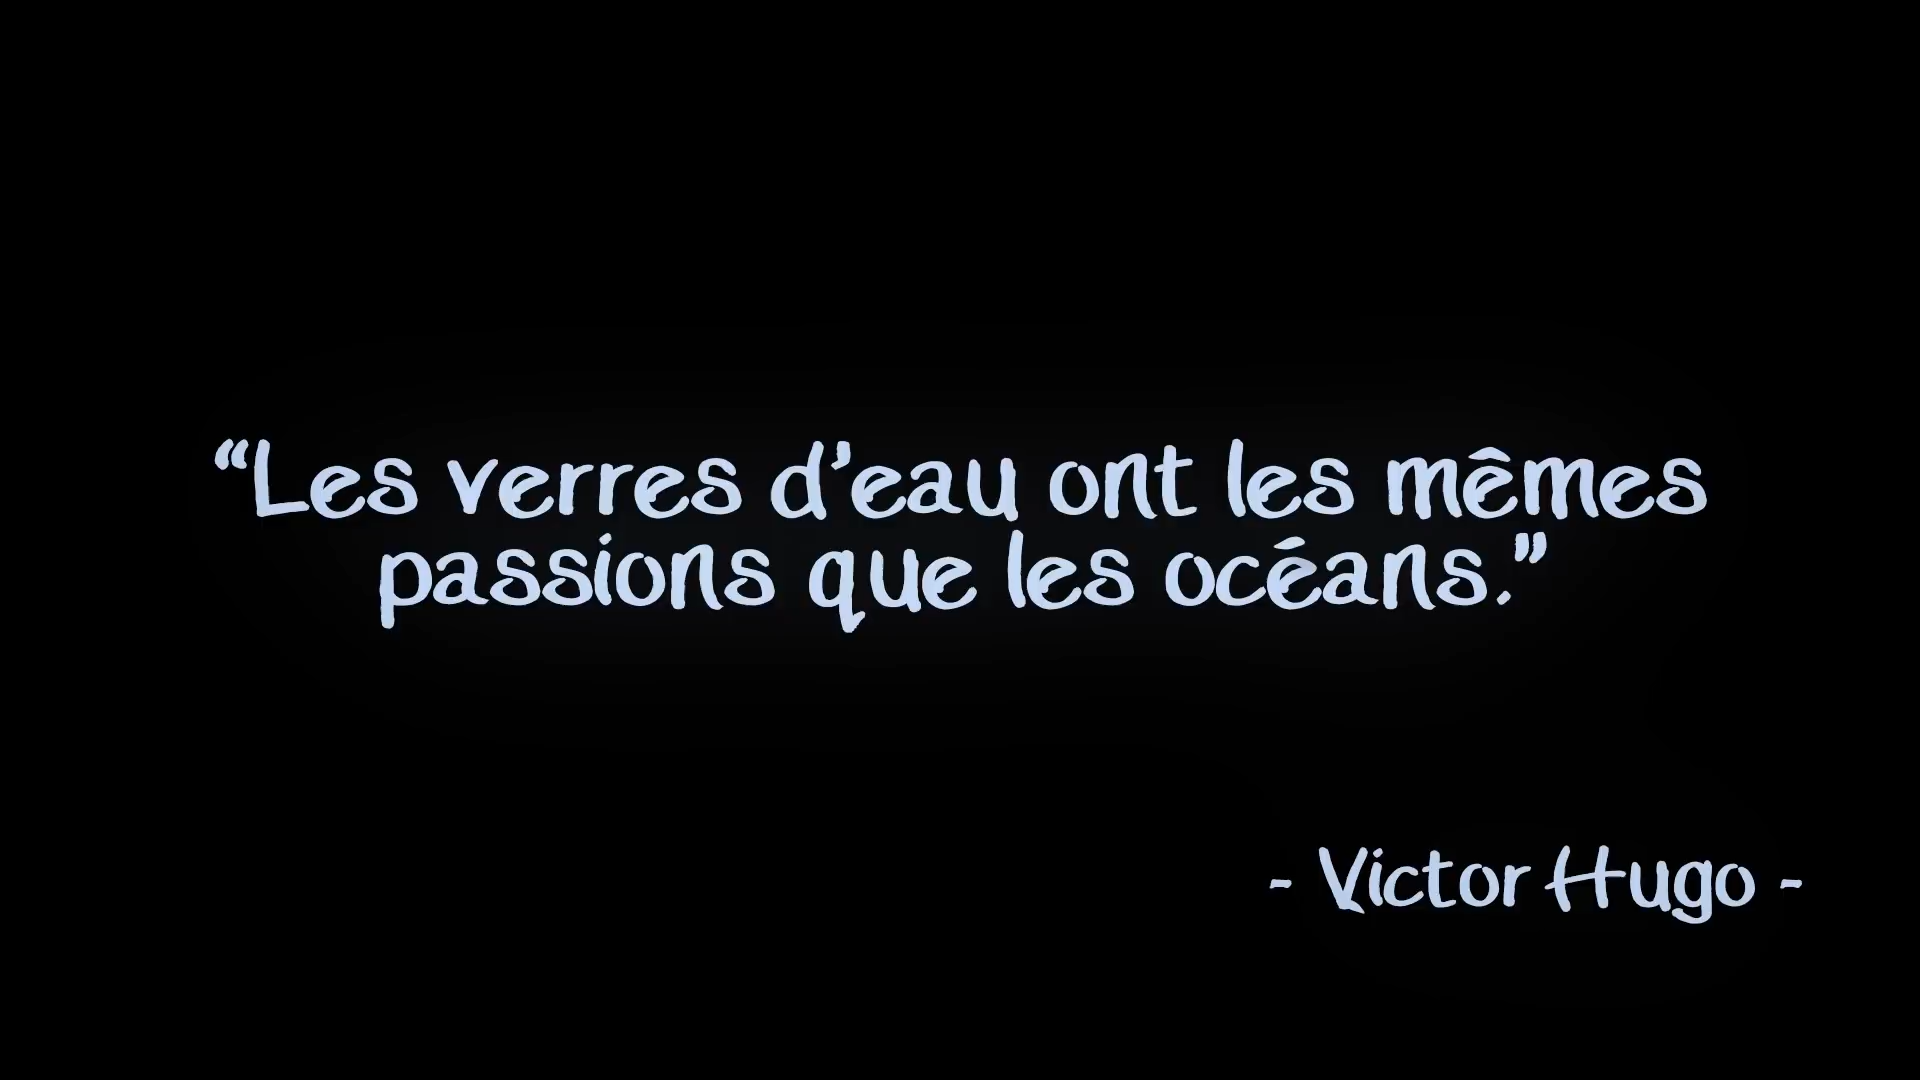 “Les verres d’eau ont les mêmes
passions que les océans.”
- Victor Hugo -